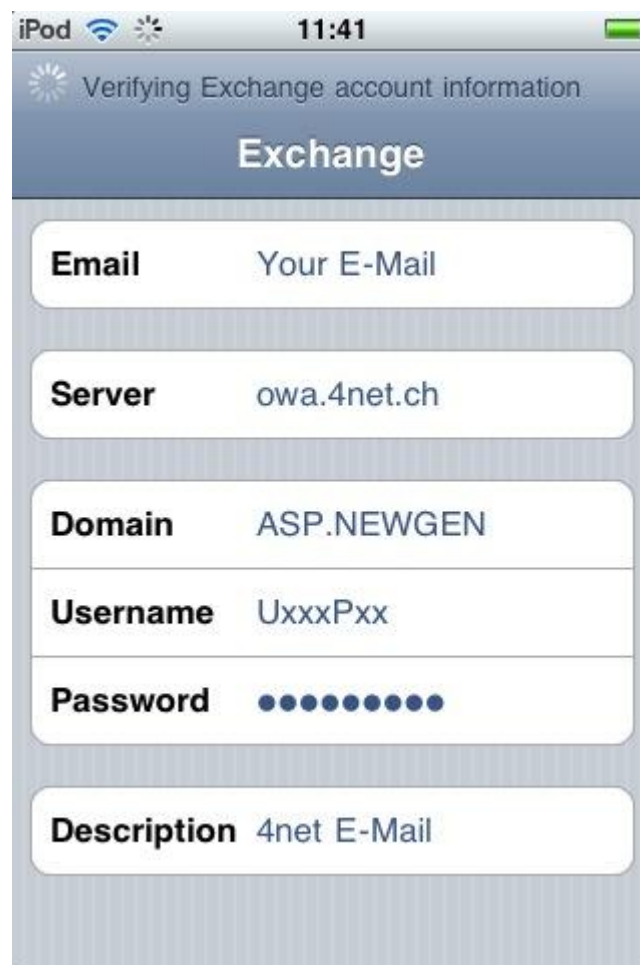 iPod 11:41
Verifying Exchange account information
Exchange
Email Your E-Mail
Server owa.4net.ch
Domain ASP.NEWGEN
Username UxxxPxx
Password ●●●●●●●●●
Description 4net E-Mail